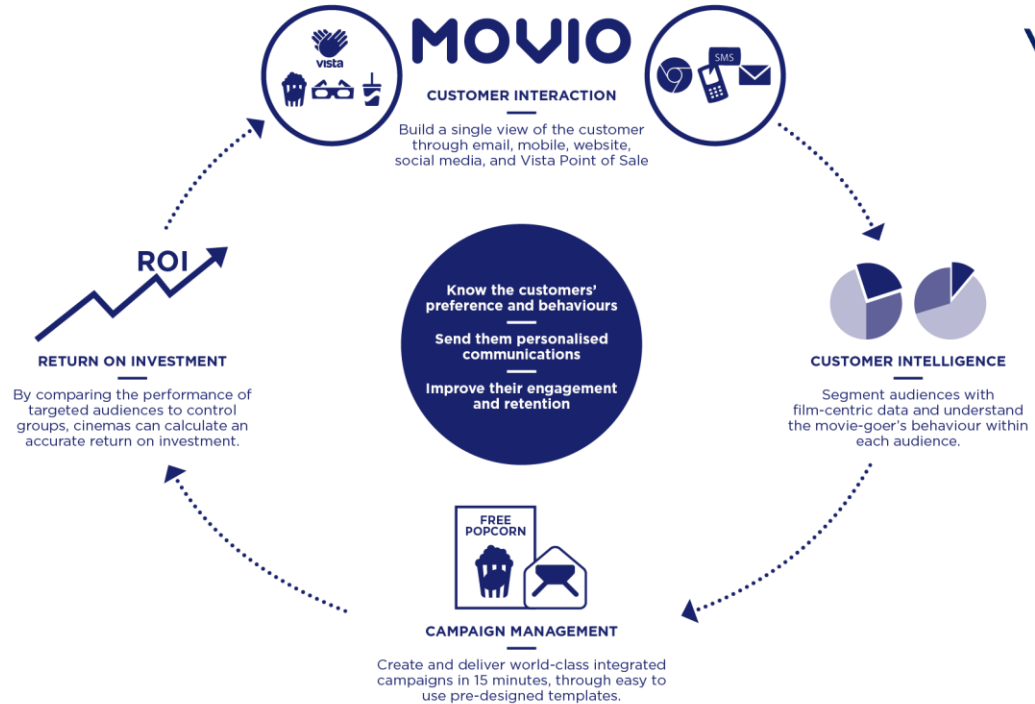 MOVIO
vista
SMS
CUSTOMER INTERACTION
Build a single view of the customer
through email, mobile, website,
social media, and Vista Point of Sale
ROI
RETURN ON INVESTMENT
By comparing the performance of
targeted audiences to control
groups, cinemas can calculate an
accurate return on investment.
Know the customers'
preference and behaviours
Send them personalised
communications
Improve their engagement
and retention
CUSTOMER INTELLIGENCE
Segment audiences with
film-centric data and understand
the movie-goer's behaviour within
each audience.
FREE
POPCORN
CAMPAIGN MANAGEMENT
Create and deliver world-class integrated
campaigns in 15 minutes, through easy to
use pre-designed templates.